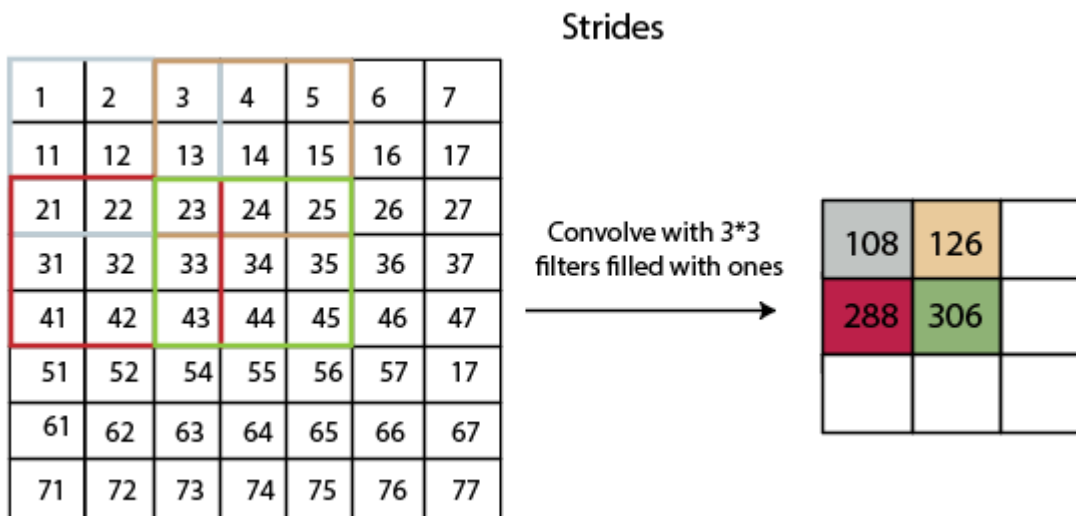 Strides
1 2 3 4 5 6 7
11 12 13 14 15 16 17
21 22 23 24 25 26 27
31 32 33 34 35 36 37
41 42 43 44 45 46 47
51 52 54 55 56 57 17
61 62 63 64 65 66 67
71 72 73 74 75 76 77
Convolve with 3*3
filters filled with ones
108 126
288 306